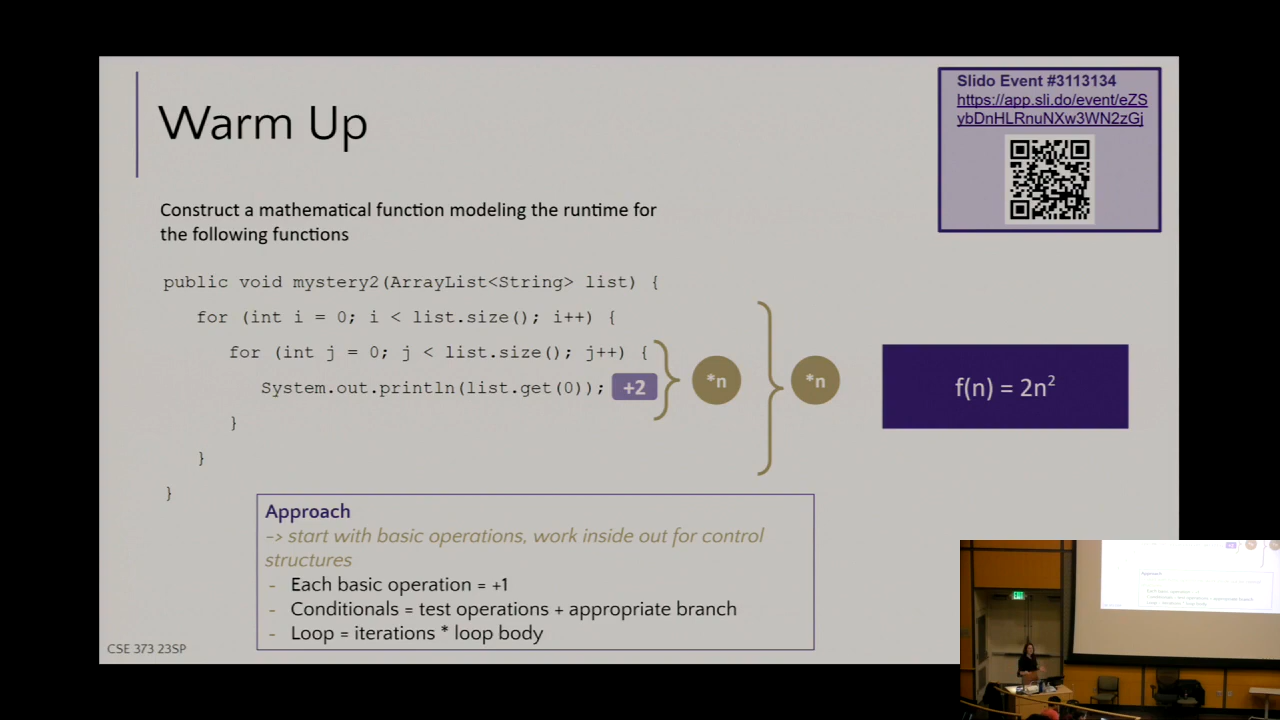 Warm Up
Slido Event #3113134
https://app.sli.do/event/eZS
ybDnHLRnuNXw3WN2zGj
Construct a mathematical function modeling the runtime for
the following functions
public void mystery2(ArrayList<String> list) {
for (int i = 0; i < list.size(); i++) {
for (int j = 0; j < list.size(); j++) {
System.out.println(list.get(0)); +2
}
}
}
*n
*n
f(n) = 2n²
Approach
-> start with basic operations, work inside out for control
structures
- Each basic operation = +1
- Conditionals = test operations + appropriate branch
- Loop = iterations * loop body
CSE 373 23SP